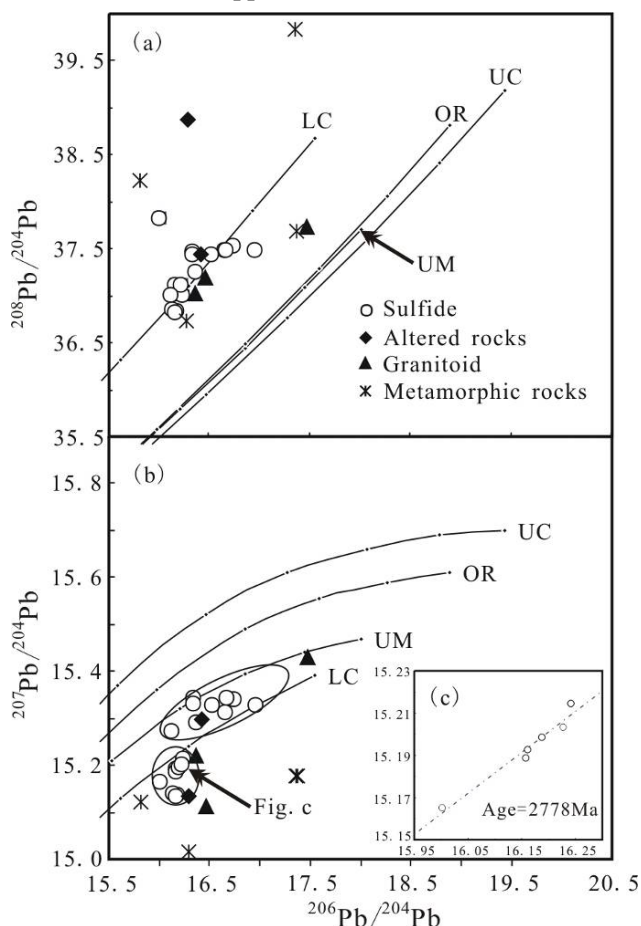 (a)
UC
OR
LC
UM
Sulfide
Altered rocks
Granitoid
Metamorphic rocks
39.5
38.5
37.5
36.5
35.5
208Pb/204Pb
(b)
UC
OR
UM
LC
Fig. c
15.8
15.6
15.4
15.2
15.0
207Pb/204Pb
(c)
15.23
15.21
15.19
15.17
15.15
Age=2778Ma
15.95 16.05 16.15 16.25
15.5 16.5 17.5 18.5 19.5 20.5
206Pb/204Pb